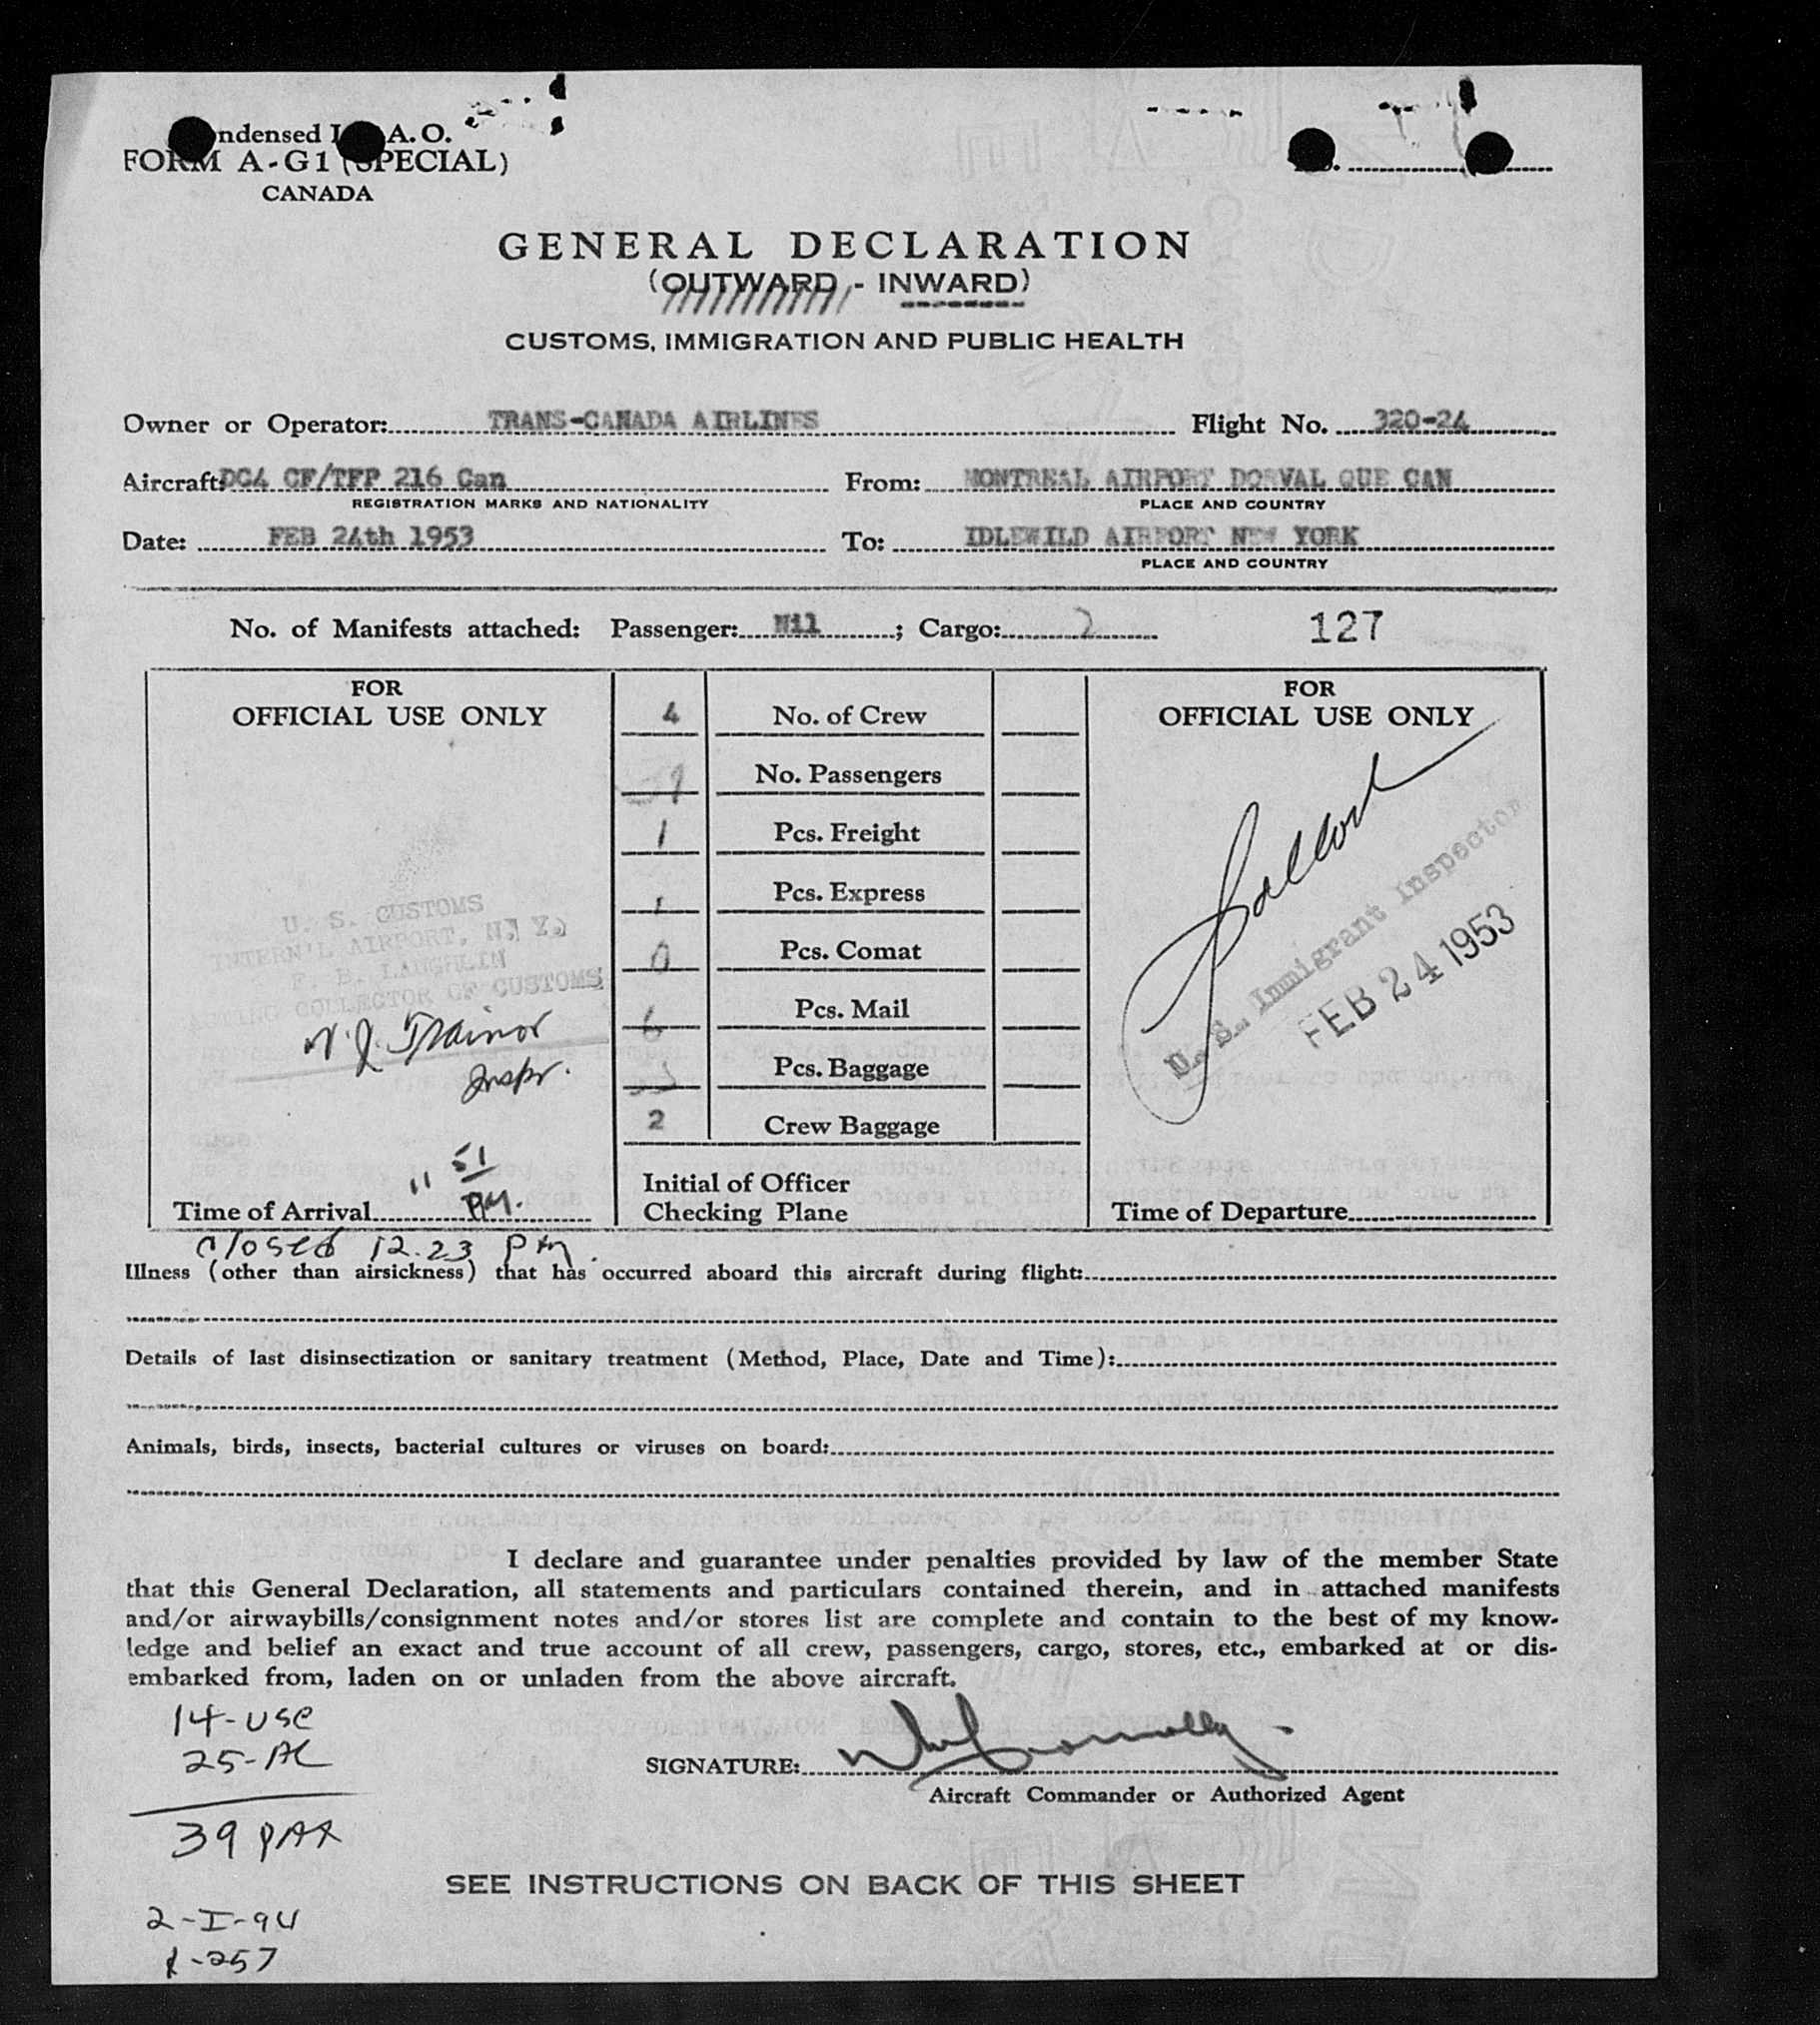 ndensed I A. O.
FORM A-G1 (SPECIAL)
CANADA
GENERAL DECLARATION
(OUTWARD - INWARD)
CUSTOMS, IMMIGRATION AND PUBLIC HEALTH
Owner or Operator: TRANS-CANADA AIRLINES Flight No. 320-24
Aircraft: DC4 CF/TFP 216 Can From: MONTREAL AIRPORT DORVAL QUE CAN
REGISTRATION MARKS AND NATIONALITY PLACE AND COUNTRY
Date: FEB 24th 1953 To: IDLEWILD AIRPORT NEW YORK
PLACE AND COUNTRY
No. of Manifests attached: Passenger: Nil ; Cargo: 2 127
FOR
OFFICIAL USE ONLY
U. S. CUSTOMS
INTERN'L AIRPORT, N. Y.
F. E. LAUGHLIN
ACTING COLLECTOR OF CUSTOMS
Trainor
Inspr.
Time of Arrival 11 51 PM.
4 No. of Crew
39 No. Passengers
1 Pcs. Freight
1 Pcs. Express
0 Pcs. Comat
6 Pcs. Mail
Pcs. Baggage
2 Crew Baggage
Initial of Officer
Checking Plane
FOR
OFFICIAL USE ONLY
U. S. Immigrant Inspector
FEB 24 1953
Time of Departure
Closed 12.23 PM.
Illness (other than airsickness) that has occurred aboard this aircraft during flight:
Details of last disinsectization or sanitary treatment (Method, Place, Date and Time):
Animals, birds, insects, bacterial cultures or viruses on board:
I declare and guarantee under penalties provided by law of the member State
that this General Declaration, all statements and particulars contained therein, and in attached manifests
and/or airwaybills/consignment notes and/or stores list are complete and contain to the best of my know-
ledge and belief an exact and true account of all crew, passengers, cargo, stores, etc., embarked at or dis-
embarked from, laden on or unladen from the above aircraft.
14-USC
25-AL
39 PAX
SIGNATURE:
Aircraft Commander or Authorized Agent
SEE INSTRUCTIONS ON BACK OF THIS SHEET
2-I-94
1-257